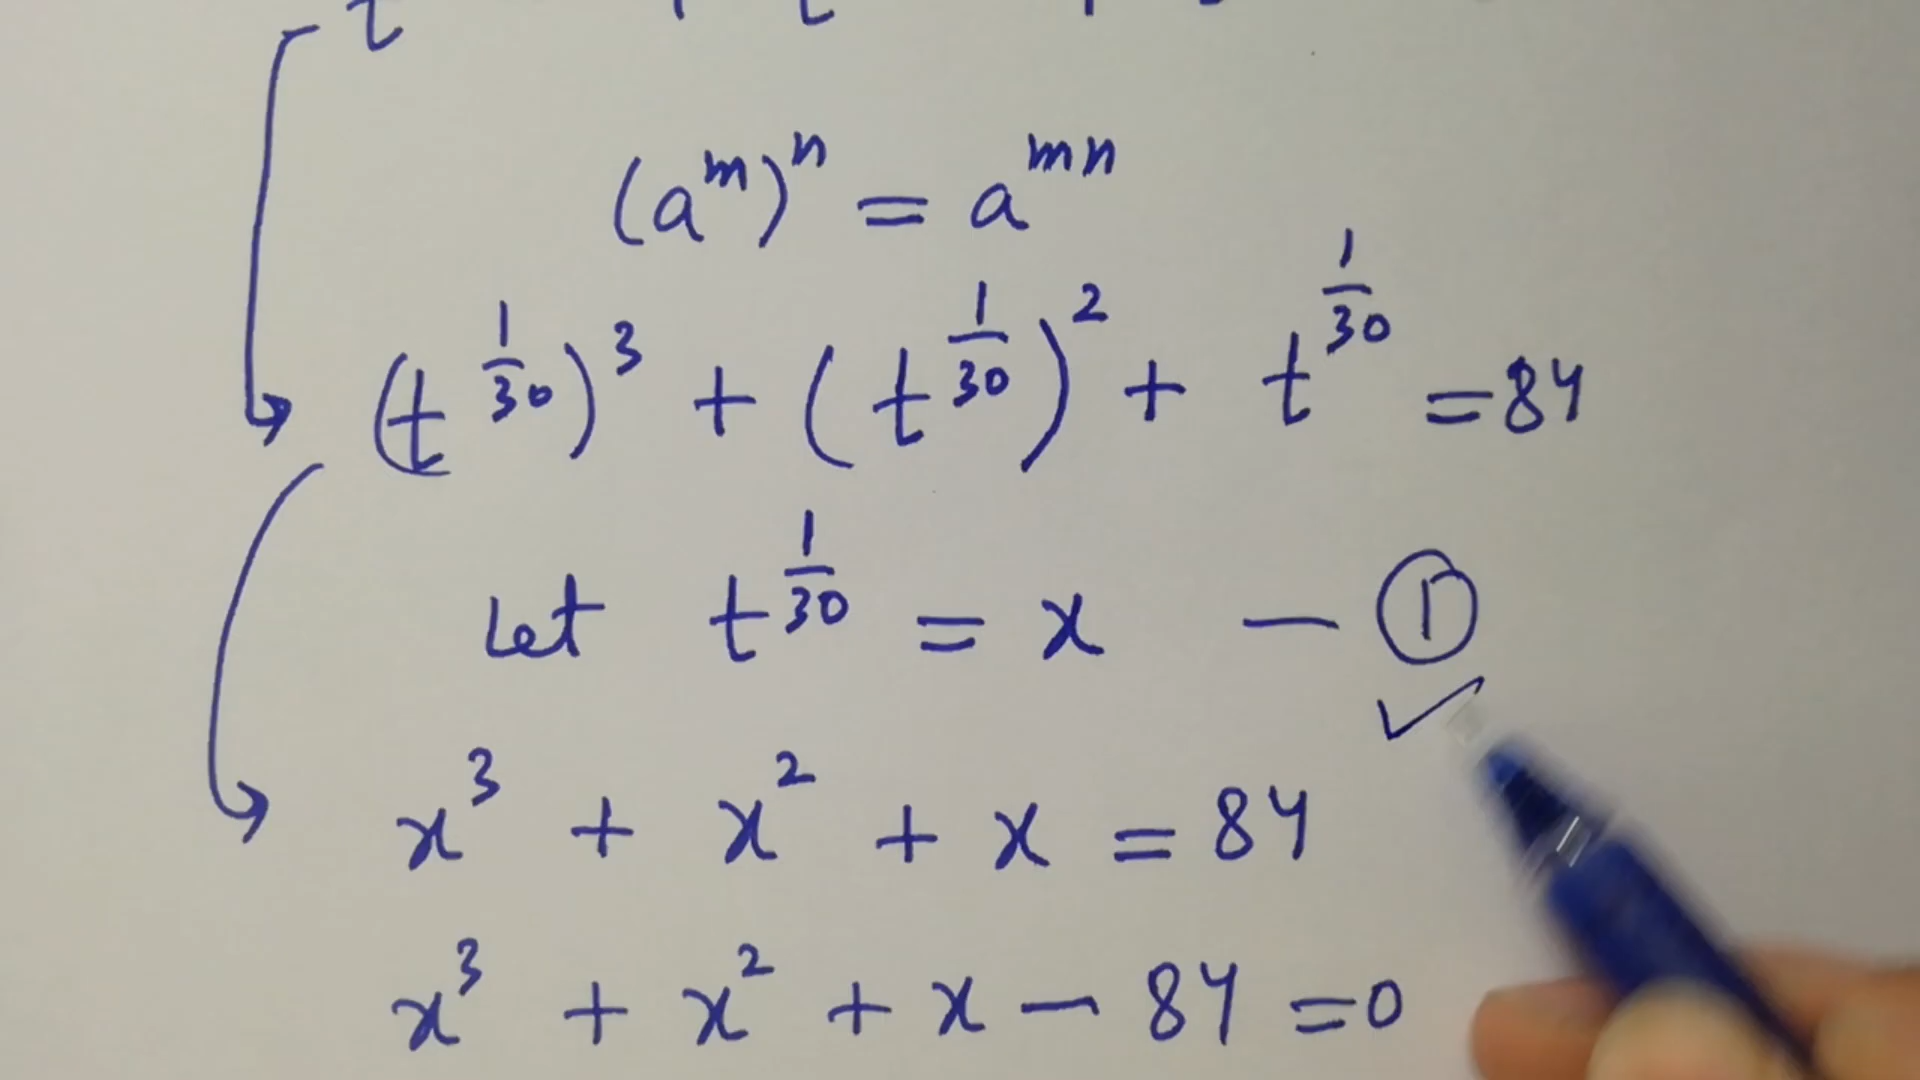 (a^m)^n = a^mn
(t^1/30)^3 + (t^1/30)^2 + t^1/30 = 84
Let t^1/30 = x — ①
x^3 + x^2 + x = 84
x^3 + x^2 + x - 84 = 0